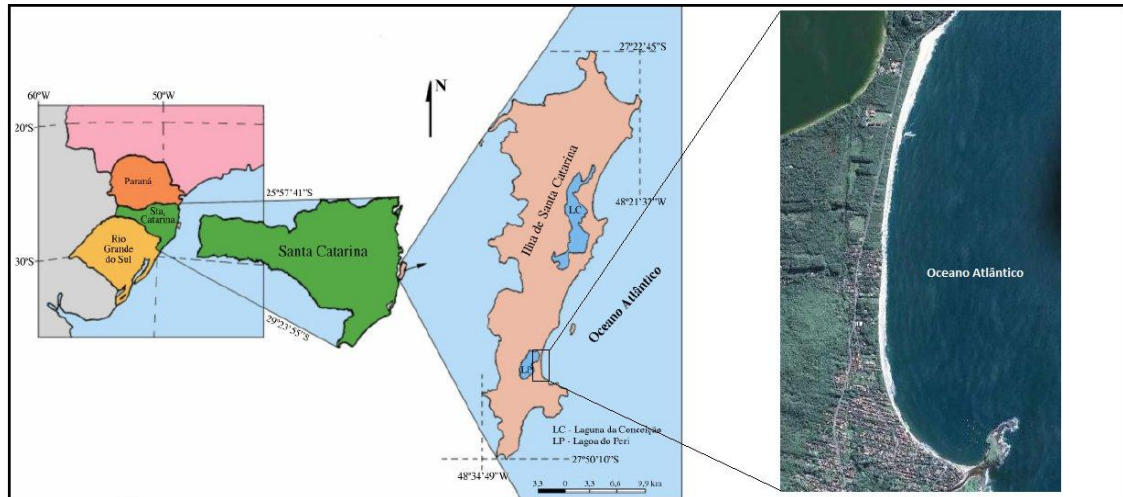 60°W
50°W
20°S
30°S
Paraná
Sta.
Catarina
Rio
Grande
do Sul
25°57'41"S
29°23'55"S
Santa Catarina
N
27°22'45"S
48°21'37"W
Ilha de Santa Catarina
LC
Oceano Atlântico
LP
LC - Laguna da Conceição
LP - Lagoa do Peri
27°50'10"S
48°34'49"W
3,3 0 3,3 6,6 9,9 km
Oceano Atlântico